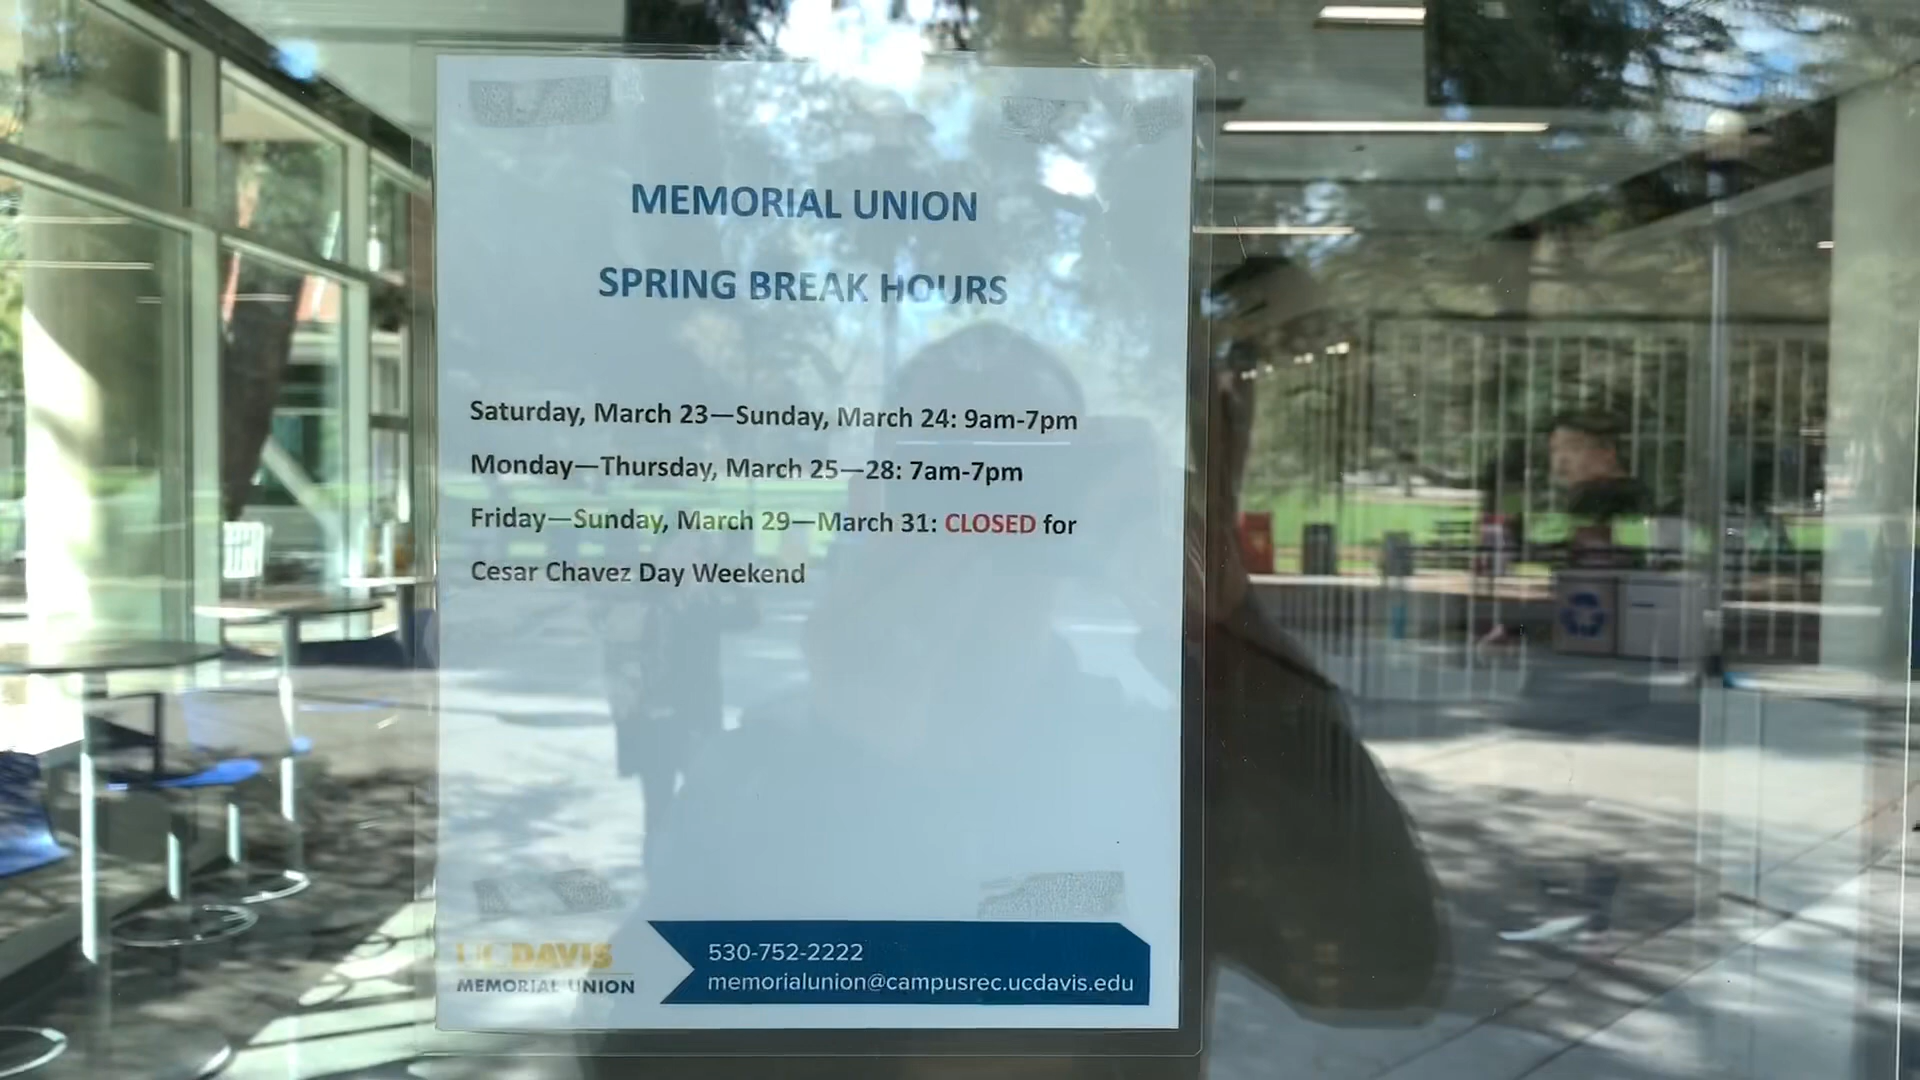 MEMORIAL UNION
SPRING BREAK HOURS
Saturday, March 23—Sunday, March 24: 9am-7pm
Monday—Thursday, March 25—28: 7am-7pm
Friday—Sunday, March 29—March 31: CLOSED for
Cesar Chavez Day Weekend
UC DAVIS
MEMORIAL UNION
530-752-2222
memorialunion@campusrec.ucdavis.edu